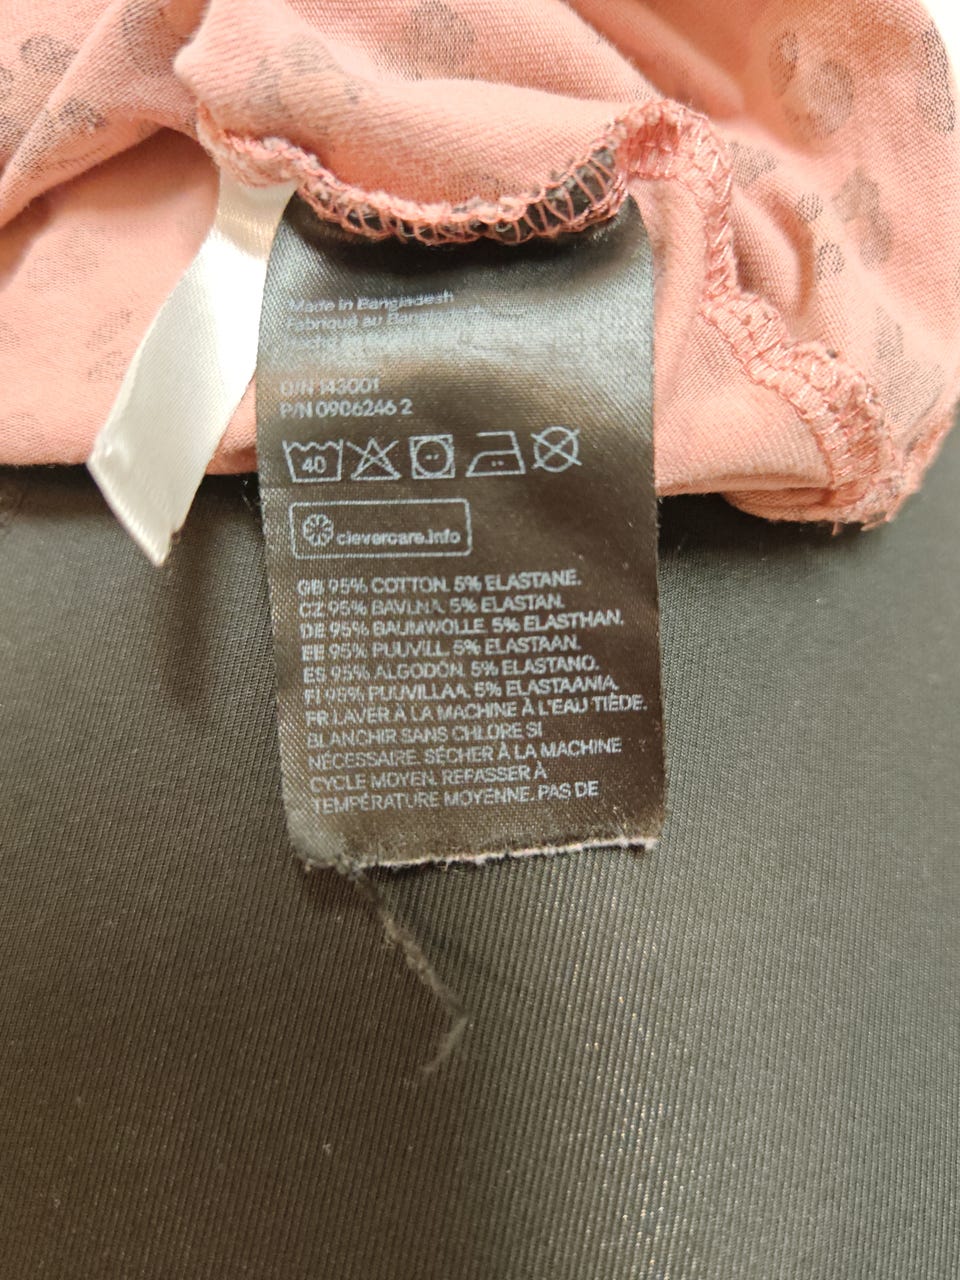 Made in Bangladesh
Fabriqué au
O/N 143001
P/N 0906246 2
40
clevercare.info
GB 95% COTTON. 5% ELASTANE.
CZ 95% BAVLNA. 5% ELASTAN.
DE 95% BAUMWOLLE. 5% ELASTHAN.
EE 95% PUUVILL. 5% ELASTAAN.
ES 95% ALGODÓN. 5% ELASTANO.
FI 95% PUUVILLAA. 5% ELASTAANIA.
FR LAVER À LA MACHINE À L'EAU TIÈDE.
BLANCHIR SANS CHLORE SI
NÉCESSAIRE. SÉCHER À LA MACHINE
CYCLE MOYEN. REPASSER À
TEMPÉRATURE MOYENNE. PAS DE